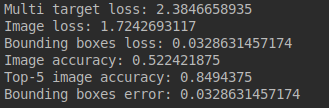 Multi target loss: 2.3846658935
Image loss: 1.7242693117
Bounding boxes loss: 0.0328631457174
Image accuracy: 0.522421875
Top-5 image accuracy: 0.8494375
Bounding boxes error: 0.0328631457174